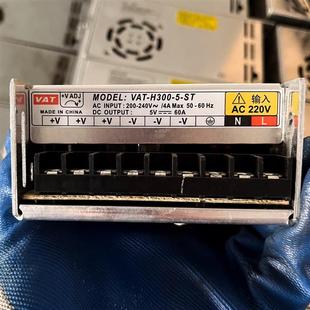 VAT
+V ADJ
MADE IN CHINA
MODEL: VAT-H300-5-ST
AC INPUT : 200-240V～ /4A Max 50-60 Hz
DC OUTPUT : 5V⎓ 60A
输入
AC 220V
+V +V +V -V -V -V ⏚ N L